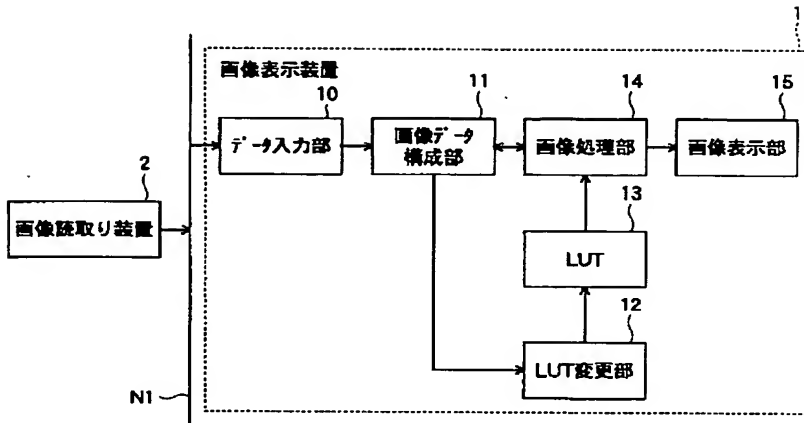 1
画像表示装置
10
データ入力部
11
画像データ
構成部
14
画像処理部
15
画像表示部
2
画像読取り装置
13
LUT
12
LUT変更部
N1